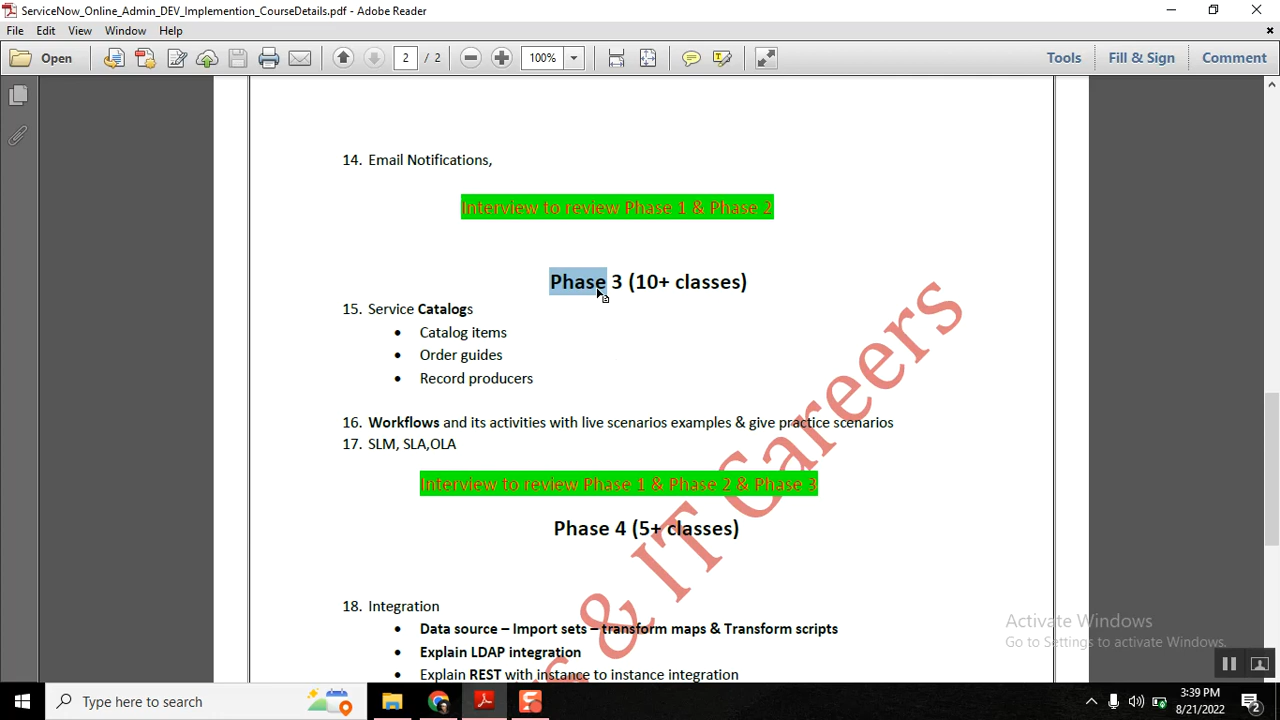 ServiceNow_Online_Admin_DEV_Implemention_CourseDetails.pdf - Adobe Reader
File Edit View Window Help
Open 2 / 2 100% Tools Fill & Sign Comment
14. Email Notifications,
Interview to review Phase 1 & Phase 2
Phase 3 (10+ classes)
15. Service Catalogs
• Catalog items
• Order guides
• Record producers
16. Workflows and its activities with live scenarios examples & give practice scenarios
17. SLM, SLA,OLA
Interview to review Phase 1 & Phase 2 & Phase 3
Phase 4 (5+ classes)
18. Integration
• Data source – Import sets – transform maps & Transform scripts
• Explain LDAP integration
• Explain REST with instance to instance integration
& IT Careers
Activate Windows
Go to Settings to activate Windows.
Type here to search
3:39 PM
8/21/2022
2